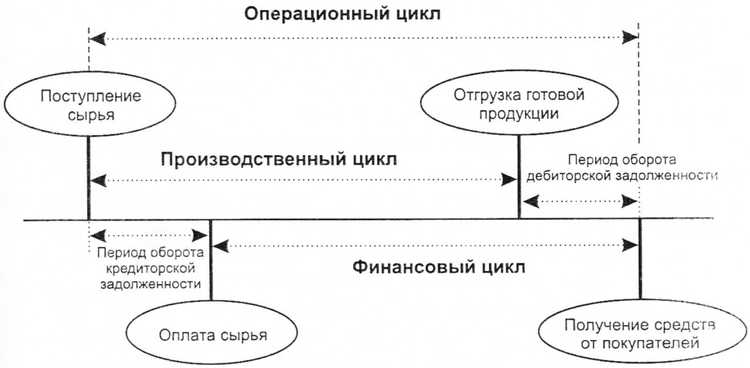 Операционный цикл
Поступление
сырья
Отгрузка готовой
продукции
Производственный цикл
Период оборота
дебиторской задолженности
Период оборота
кредиторской
задолженности
Финансовый цикл
Оплата сырья
Получение средств
от покупателей